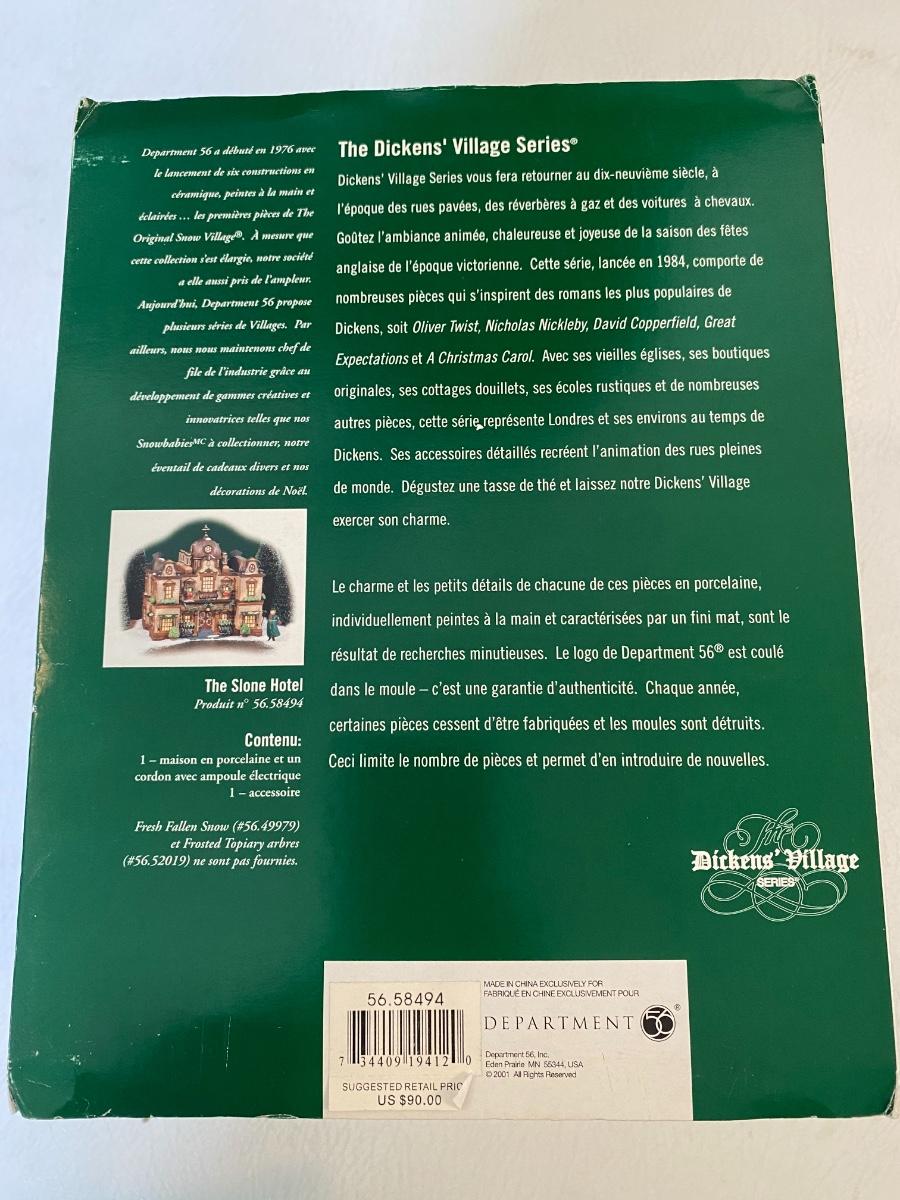 Department 56 a débuté en 1976 avec
le lancement de six constructions en
céramique, peintes à la main et
éclairées ... les premières pièces de The
Original Snow Village®. À mesure que
cette collection s'est élargie, notre société
a elle aussi pris de l'ampleur.
Aujourd'hui, Department 56 propose
plusieurs séries de Villages. Par
ailleurs, nous nous maintenons chef de
file de l'industrie grâce au
développement de gammes créatives et
innovatrices telles que nos
Snowbabies MC à collectionner, notre
éventail de cadeaux divers et nos
décorations de Noël.
The Slone Hotel
Produit n° 56.58494
Contenu:
1 – maison en porcelaine et un
cordon avec ampoule électrique
1 – accessoire
Fresh Fallen Snow (#56.49979)
et Frosted Topiary arbres
(#56.52019) ne sont pas fournies.
The Dickens' Village Series®
Dickens' Village Series vous fera retourner au dix-neuvième siècle, à
l'époque des rues pavées, des réverbères à gaz et des voitures à chevaux.
Goûtez l'ambiance animée, chaleureuse et joyeuse de la saison des fêtes
anglaise de l'époque victorienne. Cette série, lancée en 1984, comporte de
nombreuses pièces qui s'inspirent des romans les plus populaires de
Dickens, soit Oliver Twist, Nicholas Nickleby, David Copperfield, Great
Expectations et A Christmas Carol. Avec ses vieilles églises, ses boutiques
originales, ses cottages douillets, ses écoles rustiques et de nombreuses
autres pièces, cette série représente Londres et ses environs au temps de
Dickens. Ses accessoires détaillés recréent l'animation des rues pleines
de monde. Dégustez une tasse de thé et laissez notre Dickens' Village
exercer son charme.
Le charme et les petits détails de chacune de ces pièces en porcelaine,
individuellement peintes à la main et caractérisées par un fini mat, sont le
résultat de recherches minutieuses. Le logo de Department 56® est coulé
dans le moule – c'est une garantie d'authenticité. Chaque année,
certaines pièces cessent d'être fabriquées et les moules sont détruits.
Ceci limite le nombre de pièces et permet d'en introduire de nouvelles.
The
Dickens' Village
SERIES
56.58494
7 34409 19412 0
SUGGESTED RETAIL PRIC
US $90.00
MADE IN CHINA EXCLUSIVELY FOR
FABRIQUÉ EN CHINE EXCLUSIVEMENT POUR
DEPARTMENT 56®
Department 56, Inc.
Eden Prairie MN 55344, USA
© 2001 All Rights Reserved